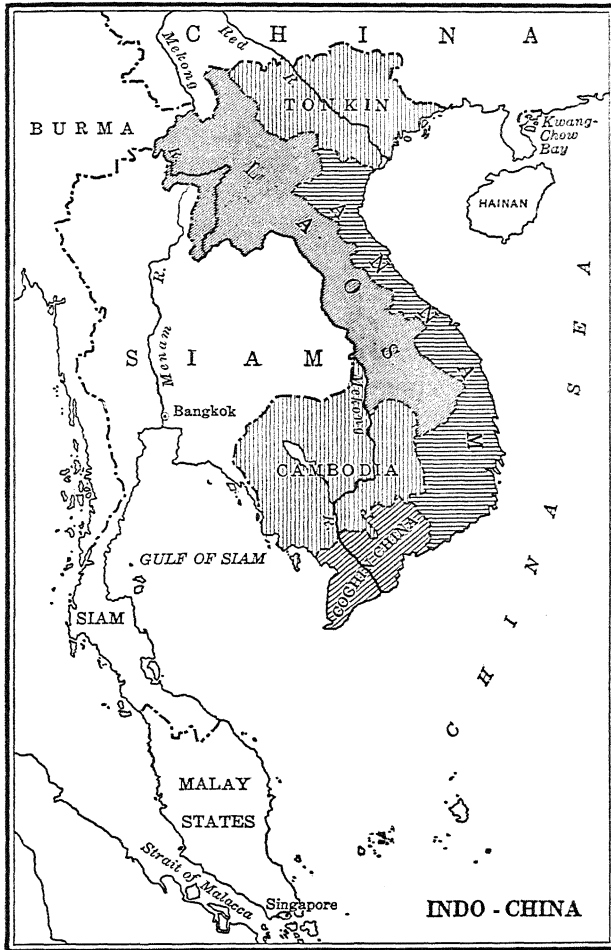 CHINA
Mekong
Red
R.
TONKIN
BURMA
Kwang-
Chow
Bay
HAINAN
LAOS
ANNAM
R.
Menam
SIAM
Mekong
Bangkok
CAMBODIA
R.
COCHIN-CHINA
GULF OF SIAM
SIAM
CHINA SEA
MALAY
STATES
Strait of Malacca
Singapore
INDO-CHINA